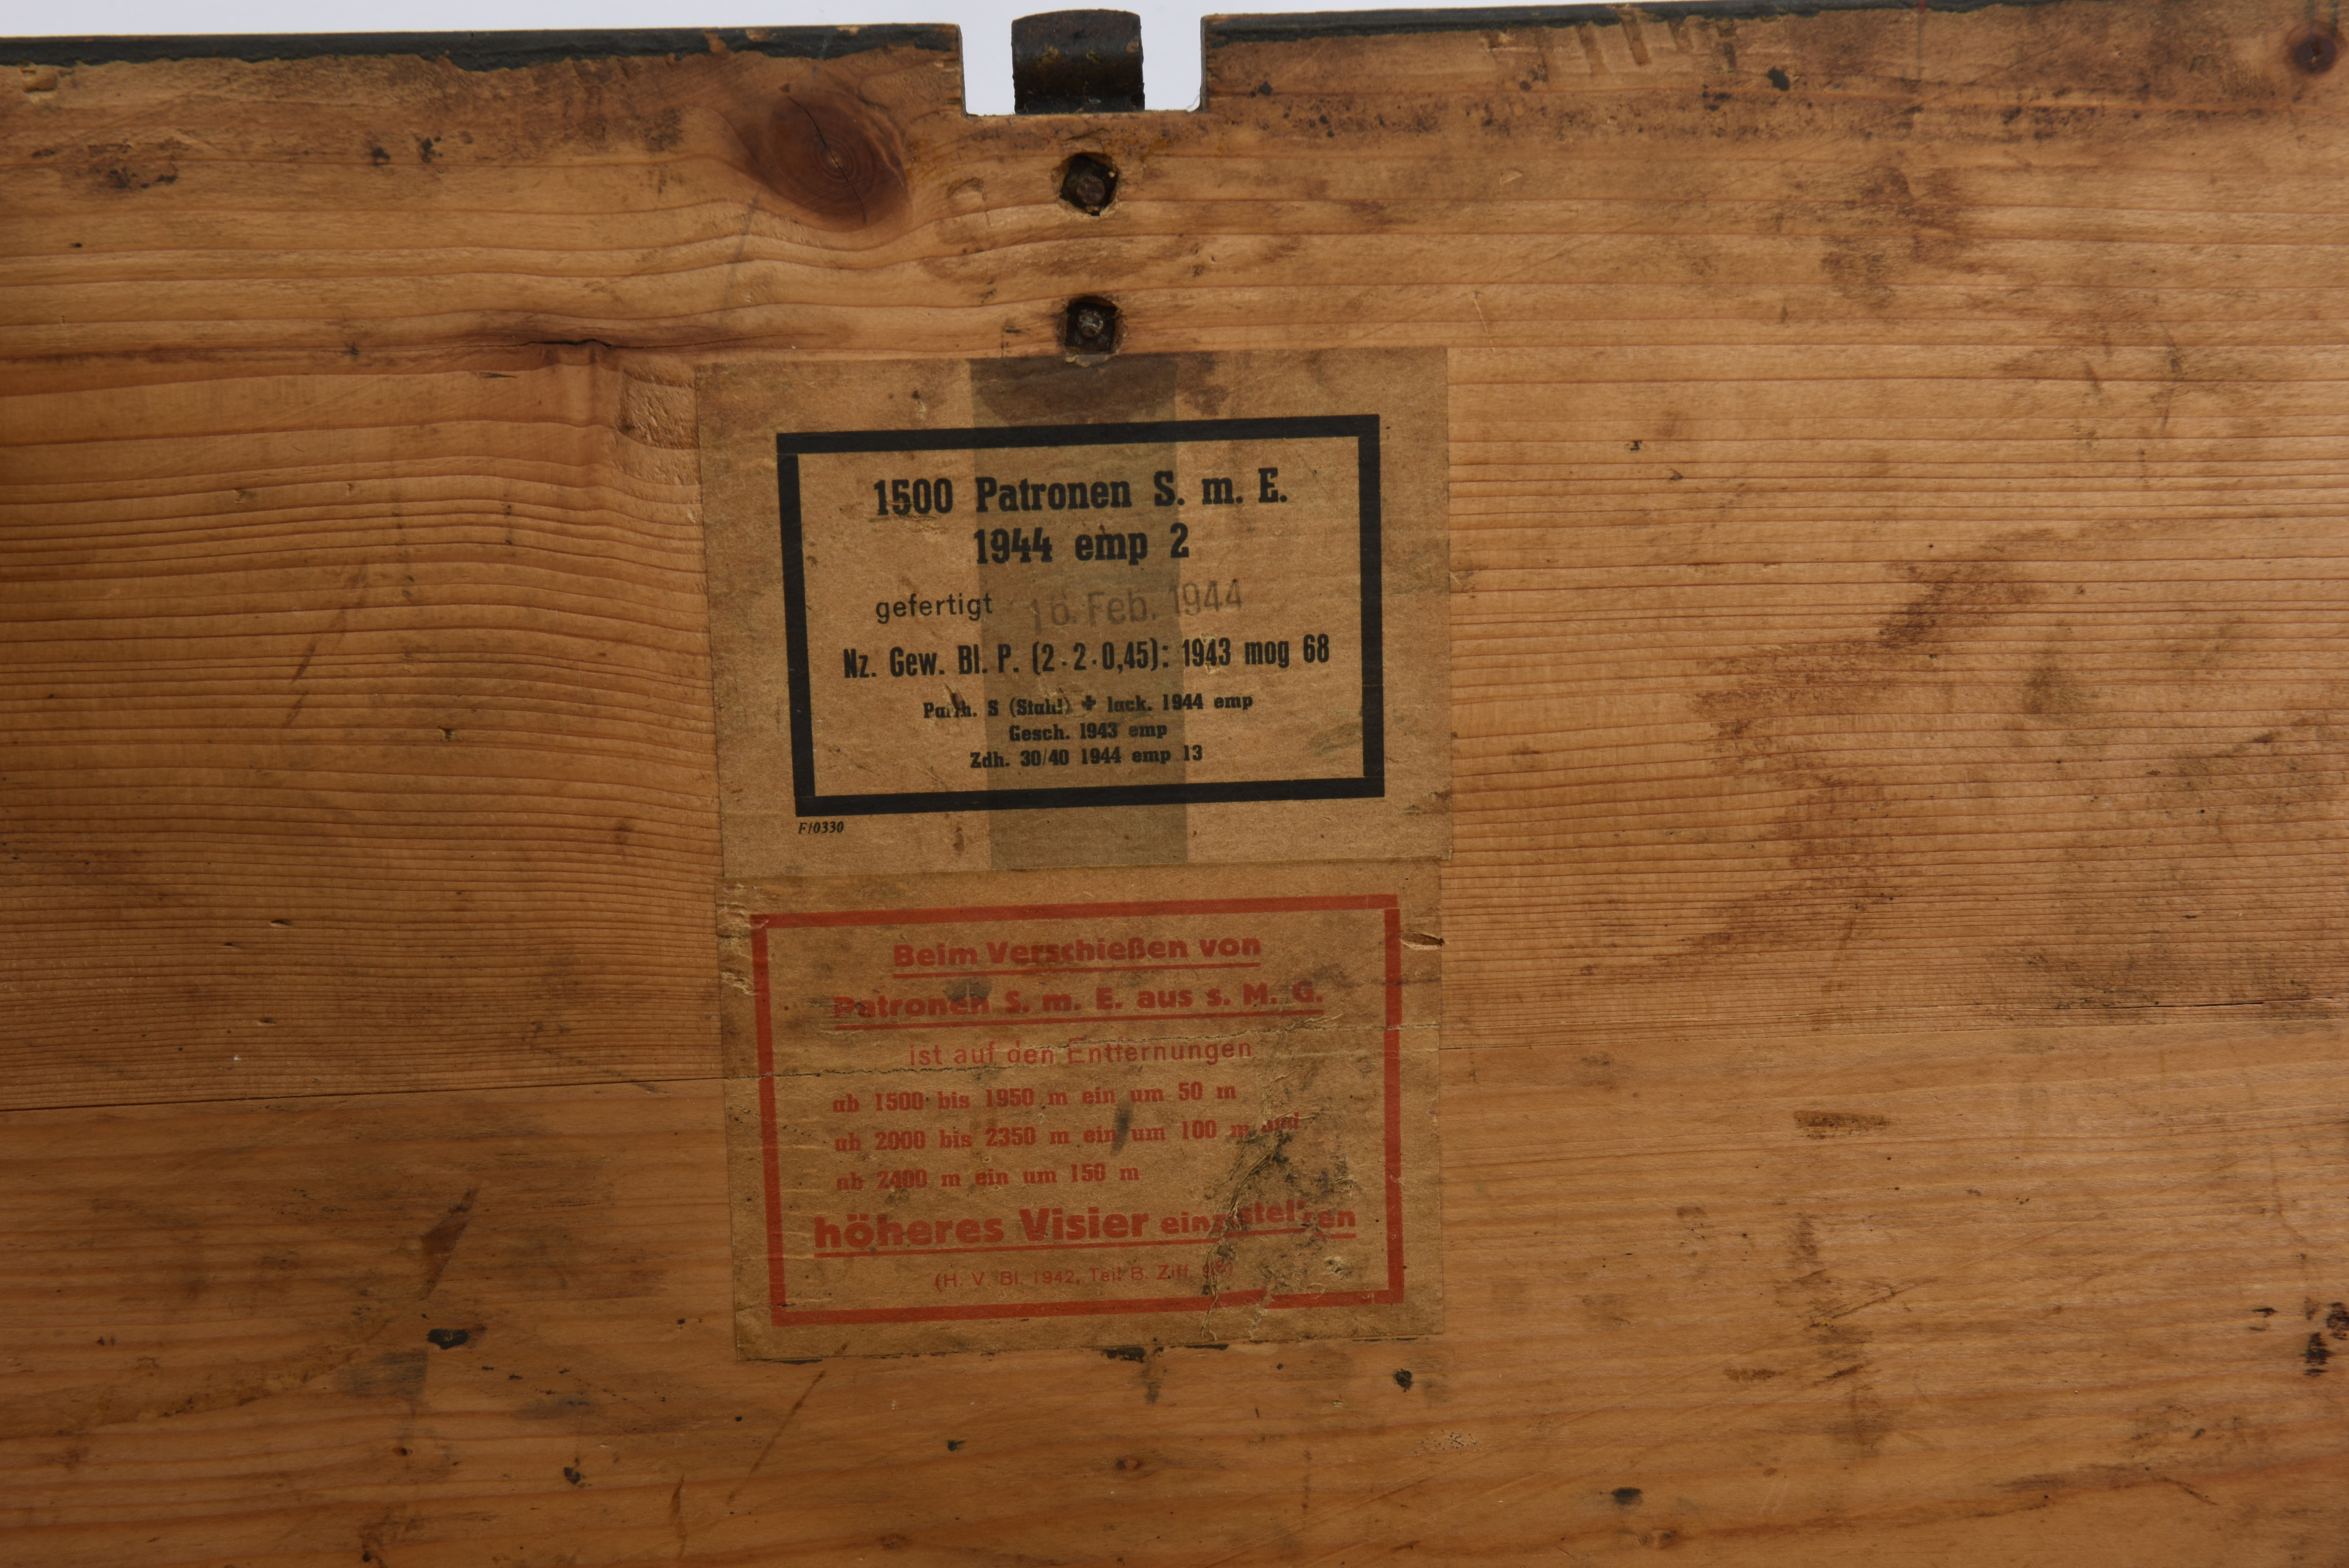 1500 Patronen S. m. E.
1944 emp 2
gefertigt 16. Feb. 1944
Nz. Gew. Bl. P. (2·2·0,45): 1943 mog 68
Patrh. S (Stahl) + lack. 1944 emp
Gesch. 1943 emp
Zdh. 30/40 1944 emp 13
F/0330
Beim Verschießen von
Patronen S. m. E. aus s. M. G.
ist auf den Entfernungen
ab 1500 bis 1950 m ein um 50 m
ab 2000 bis 2350 m ein um 100 m und
ab 2400 m ein um 150 m
höheres Visier einzustellen
(H. V. Bl. 1942, Teil B. Ziff.